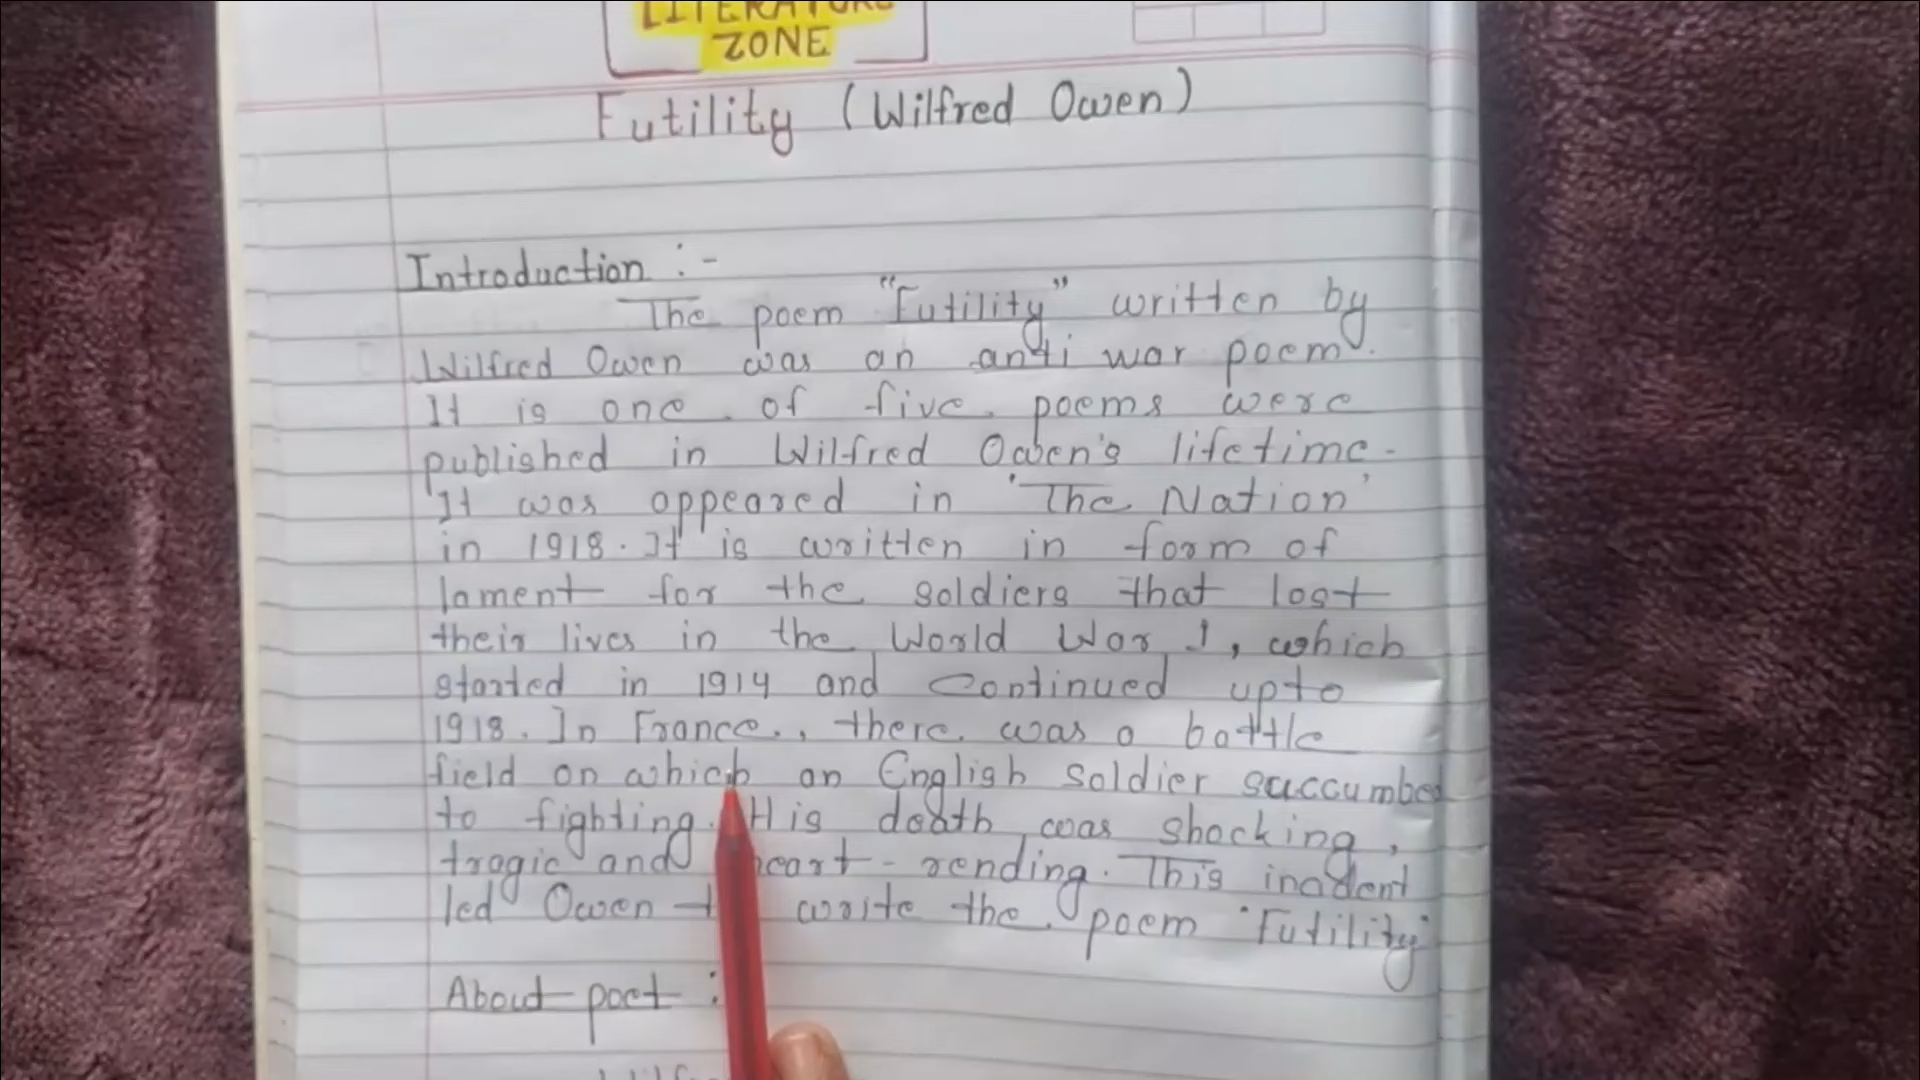 LITERATURE
ZONE
Futility (Wilfred Owen)
Introduction :-
The poem "Futility" written by
Wilfred Owen was an anti war poem.
It is one of five poems were
published in Wilfred Owen's lifetime.
It was appeared in 'The Nation'
in 1918. It is written in form of
lament for the soldiers that lost
their lives in the World War I, which
started in 1914 and continued upto
1918. In France, there was a battle
field on which an English soldier succumbed
to fighting. His death was shocking,
tragic and heart-rending. This incident
led Owen to write the poem "Futility"
About poet :